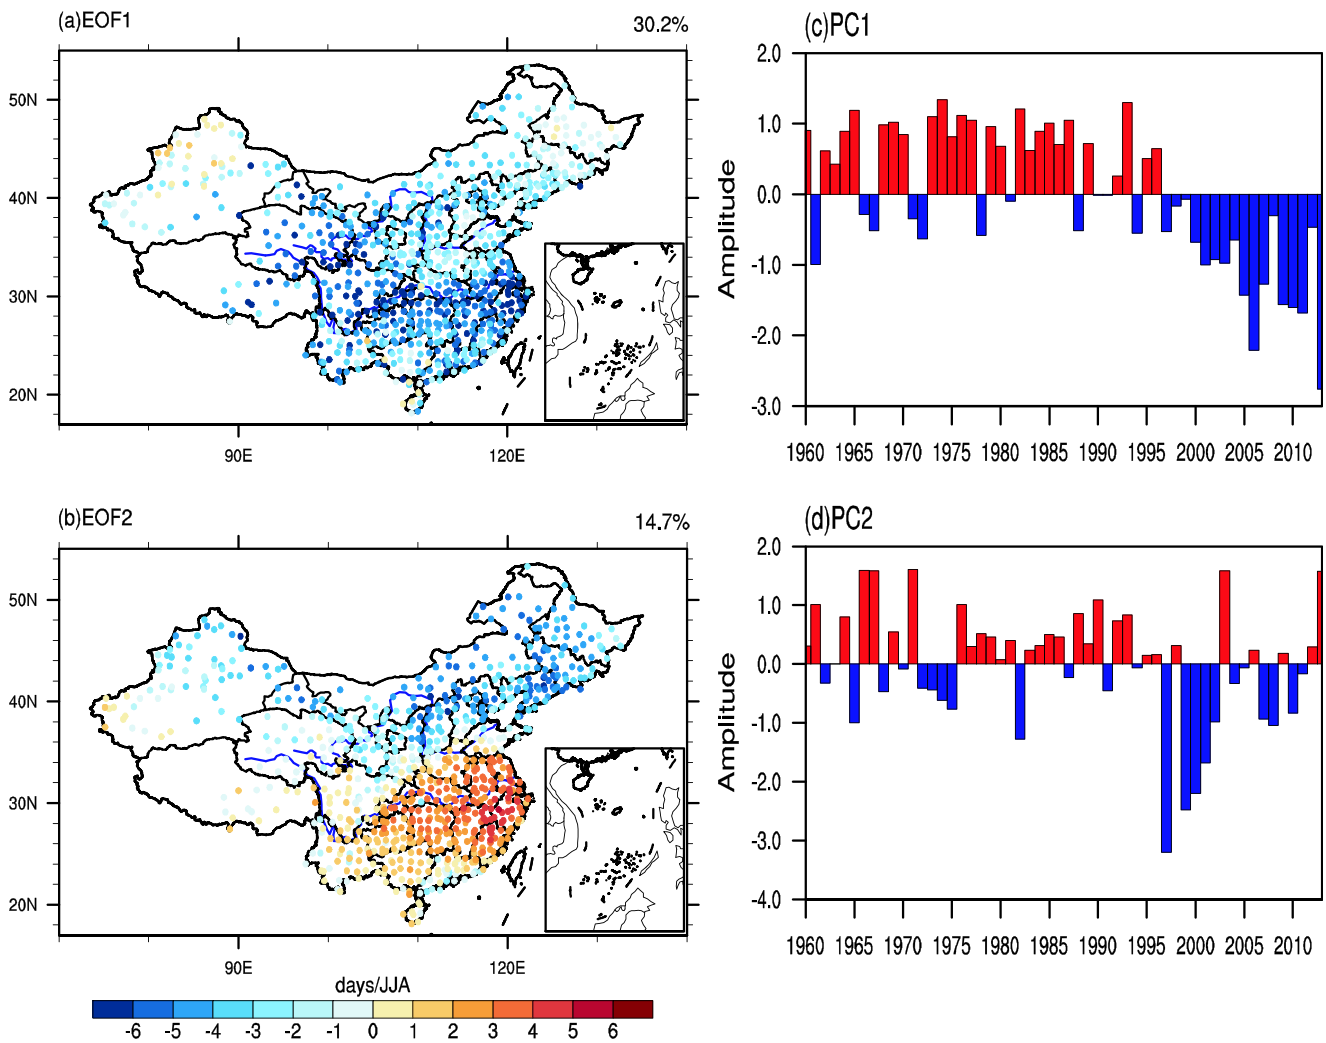 (a)EOF1
30.2%
50N
40N
30N
20N
90E
120E
(c)PC1
2.0
1.0
0.0
-1.0
-2.0
-3.0
Amplitude
1960 1965 1970 1975 1980 1985 1990 1995 2000 2005 2010
(b)EOF2
14.7%
50N
40N
30N
20N
90E
120E
days/JJA
-6 -5 -4 -3 -2 -1 0 1 2 3 4 5 6
(d)PC2
2.0
1.0
0.0
-1.0
-2.0
-3.0
-4.0
Amplitude
1960 1965 1970 1975 1980 1985 1990 1995 2000 2005 2010